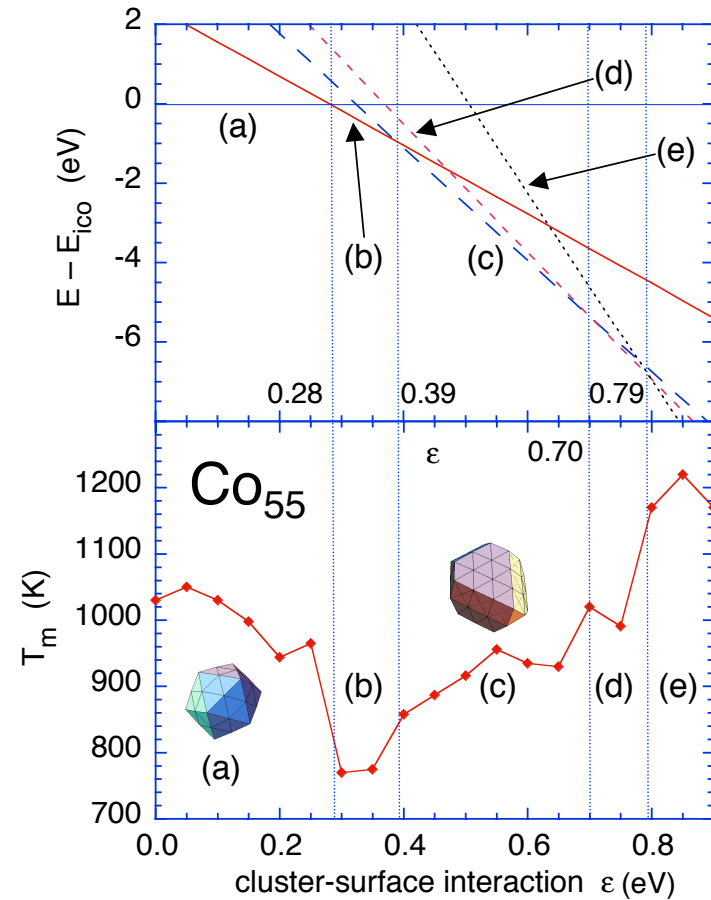 2
0
-2
-4
-6
E − E_ico (eV)
(a)
(b)
(c)
(d)
(e)
0.28
0.39
0.79
ε
0.70
Co_55
1200
1100
1000
900
800
700
T_m (K)
(a)
(b)
(c)
(d)
(e)
0.0 0.2 0.4 0.6 0.8
cluster-surface interaction ε (eV)